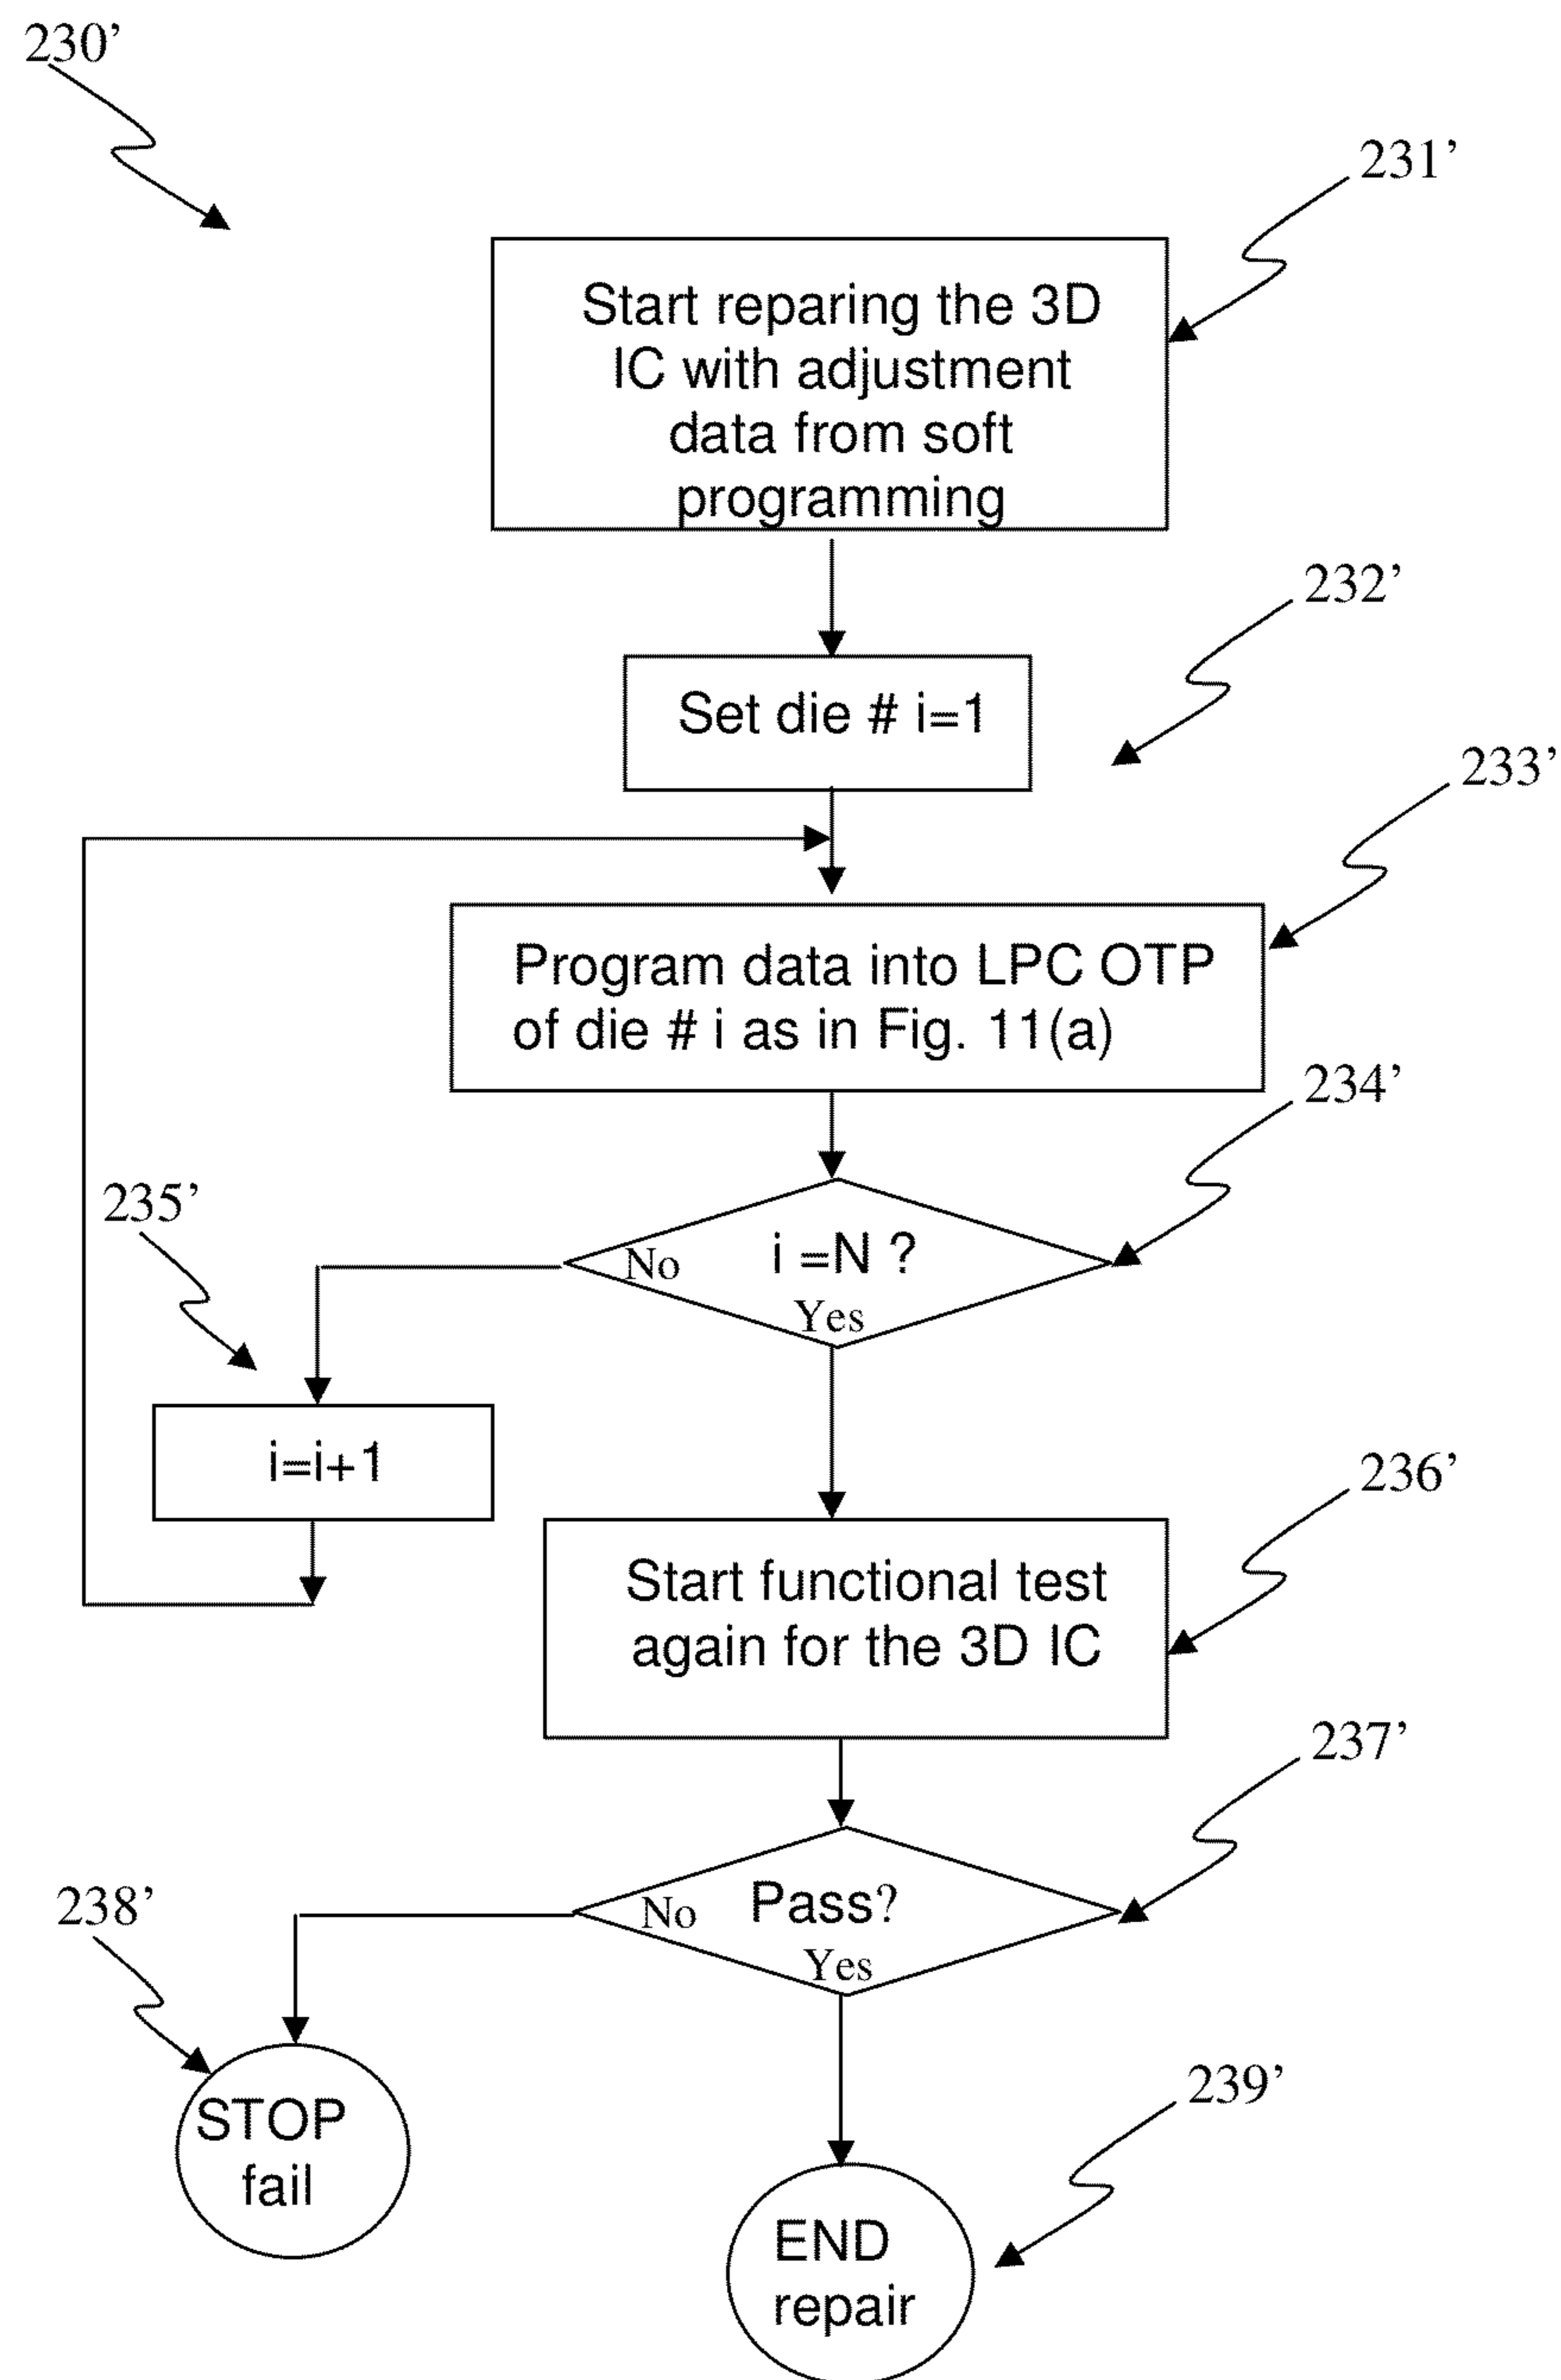 230’
231’
Start reparing the 3D
IC with adjustment
data from soft
programming
232’
Set die # i=1
233’
Program data into LPC OTP
of die # i as in Fig. 11(a)
234’
235’
i =N ?
No
Yes
i=i+1
236’
Start functional test
again for the 3D IC
237’
Pass?
No
Yes
238’
STOP
fail
239’
END
repair